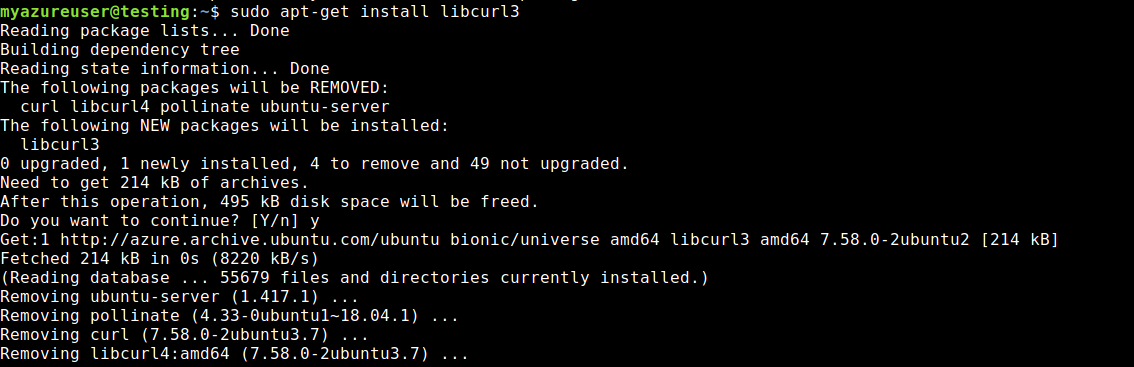 myazureuser@testing:~$ sudo apt-get install libcurl3
Reading package lists... Done
Building dependency tree
Reading state information... Done
The following packages will be REMOVED:
  curl libcurl4 pollinate ubuntu-server
The following NEW packages will be installed:
  libcurl3
0 upgraded, 1 newly installed, 4 to remove and 49 not upgraded.
Need to get 214 kB of archives.
After this operation, 495 kB disk space will be freed.
Do you want to continue? [Y/n] y
Get:1 http://azure.archive.ubuntu.com/ubuntu bionic/universe amd64 libcurl3 amd64 7.58.0-2ubuntu2 [214 kB]
Fetched 214 kB in 0s (8220 kB/s)
(Reading database ... 55679 files and directories currently installed.)
Removing ubuntu-server (1.417.1) ...
Removing pollinate (4.33-0ubuntu1~18.04.1) ...
Removing curl (7.58.0-2ubuntu3.7) ...
Removing libcurl4:amd64 (7.58.0-2ubuntu3.7) ...